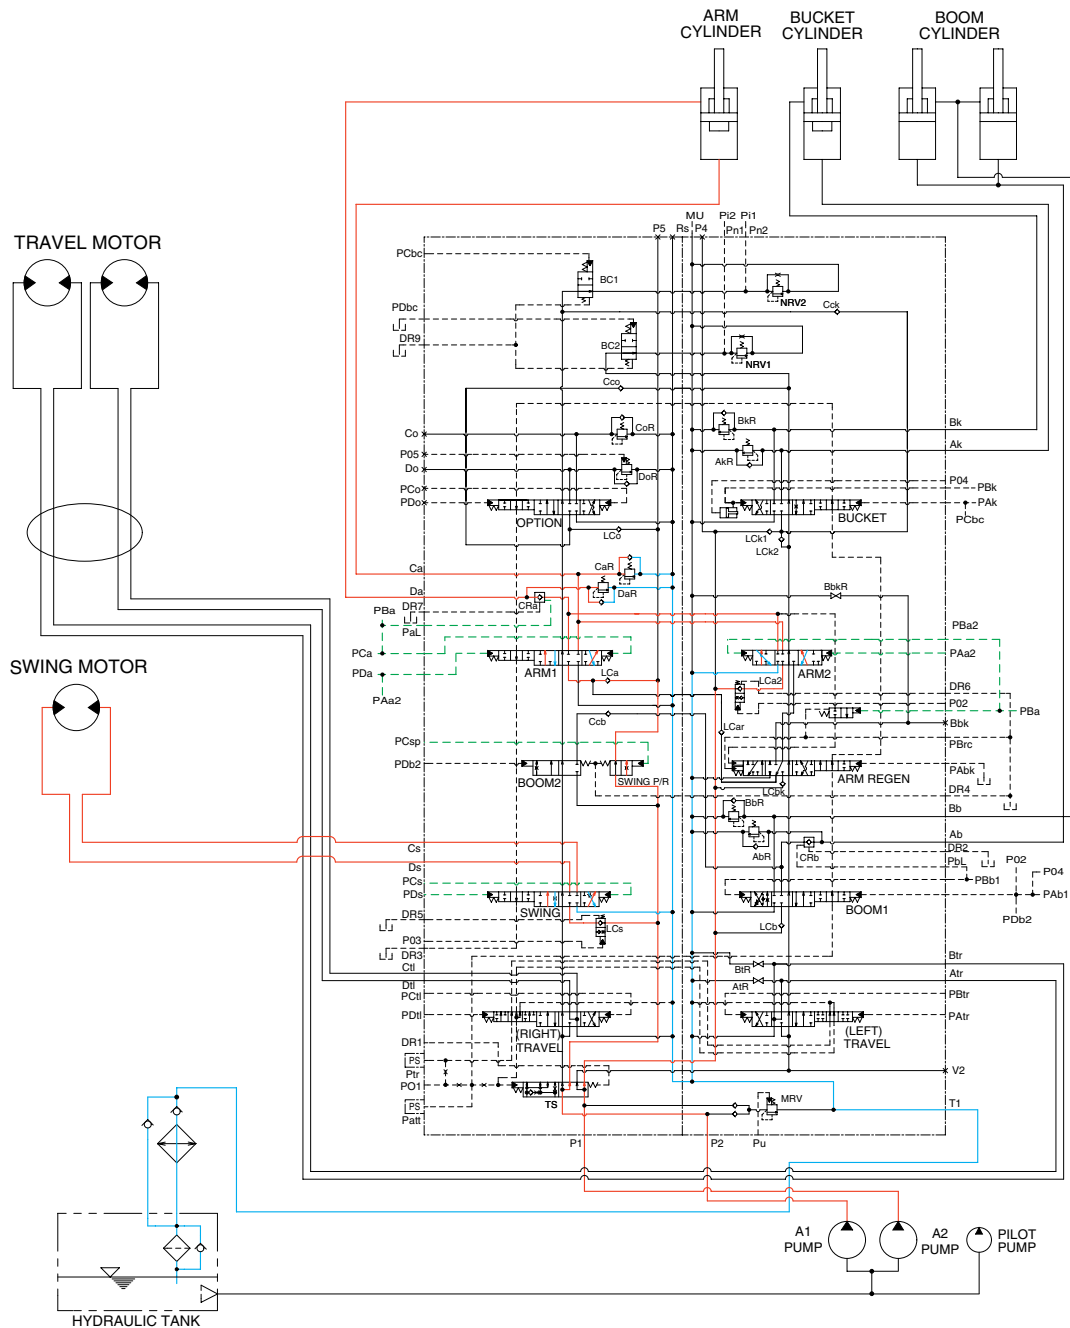 ARM
CYLINDER
BUCKET
CYLINDER
BOOM
CYLINDER
TRAVEL MOTOR
SWING MOTOR
MU
Pi2
Pi1
P5
Rs
P4
Pn1
Pn2
PCbc
BC1
NRV2
Cck
PDbc
DR9
BC2
NRV1
Cco
Co
CoR
BkR
Bk
P05
AkR
Ak
Do
DoR
P04
PBk
PCo
PDo
PAk
OPTION
BUCKET
PCbc
LCo
LCk1
LCk2
Ca
CaR
Da
DaR
BbkR
DR7
CRa
PBa
PaL
PBa2
PCa
PAa2
PDa
ARM1
LCa
ARM2
LCa2
DR6
PAa2
P02
PBa
Ccb
LCar
Bbk
PCsp
PBrc
PDb2
BOOM2
SWING P/R
ARM REGEN
PAbk
LCbk
DR4
BbR
Bb
AbR
Ab
Cs
CRb
DR2
P02
Ds
PbL
P04
PCs
PBb1
PDs
PAb1
SWING
BOOM1
PDb2
DR5
LCs
LCb
P03
DR3
Btr
Ctl
BtR
Atr
Dtl
AtR
PCtl
PBtr
PDtl
PAtr
(RIGHT)
TRAVEL
(LEFT)
TRAVEL
DR1
PS
Ptr
V2
PO1
TS
MRV
T1
PS
Patt
P1
P2
Pu
A1
PUMP
A2
PUMP
PILOT
PUMP
HYDRAULIC TANK